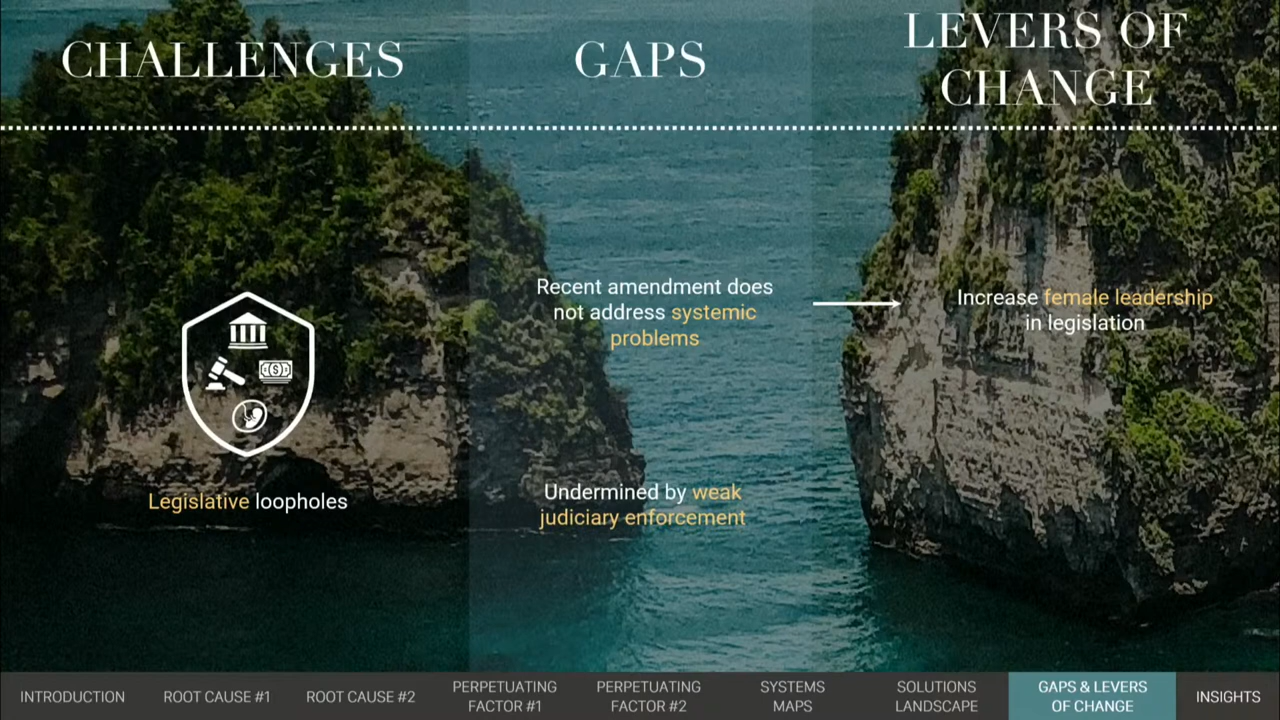 CHALLENGES
GAPS
LEVERS OF
CHANGE
Legislative loopholes
Recent amendment does
not address systemic
problems
Undermined by weak
judiciary enforcement
Increase female leadership
in legislation
INTRODUCTION
ROOT CAUSE #1
ROOT CAUSE #2
PERPETUATING
FACTOR #1
PERPETUATING
FACTOR #2
SYSTEMS
MAPS
SOLUTIONS
LANDSCAPE
GAPS & LEVERS
OF CHANGE
INSIGHTS